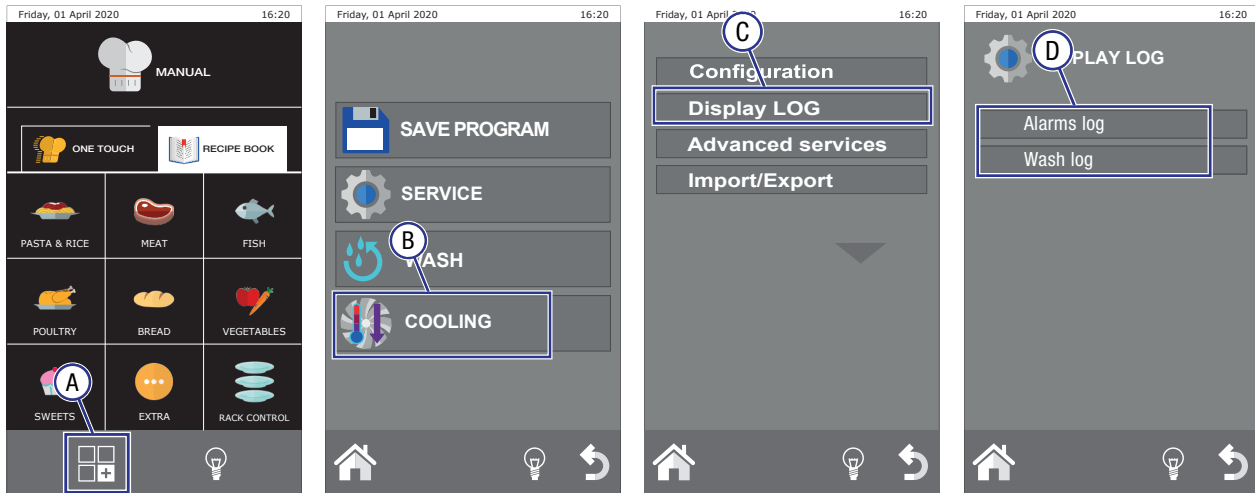 Friday, 01 April 2020 16:20
MANUAL
ONE TOUCH
RECIPE BOOK
PASTA & RICE
MEAT
FISH
POULTRY
BREAD
VEGETABLES
A
SWEETS
EXTRA
RACK CONTROL
Friday, 01 April 2020 16:20
SAVE PROGRAM
SERVICE
B
WASH
COOLING
Friday, 01 April 16:20
C
Configuration
Display LOG
Advanced services
Import/Export
Friday, 01 April 2020 16:20
D
PLAY LOG
Alarms log
Wash log